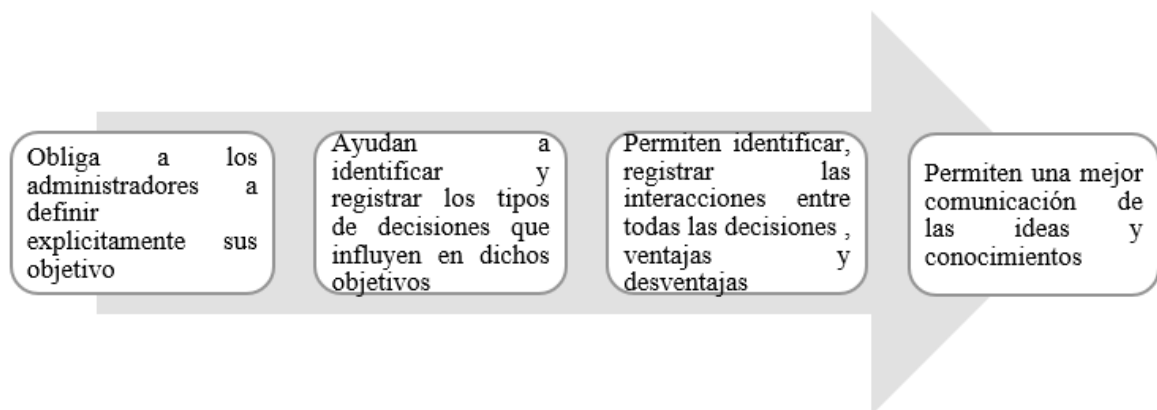 Obliga a los
administradores a
definir
explicitamente sus
objetivo
Ayudan a
identificar y
registrar los tipos
de decisiones que
influyen en dichos
objetivos
Permiten identificar,
registrar las
interacciones entre
todas las decisiones ,
ventajas y
desventajas
Permiten una mejor
comunicación de
las ideas y
conocimientos